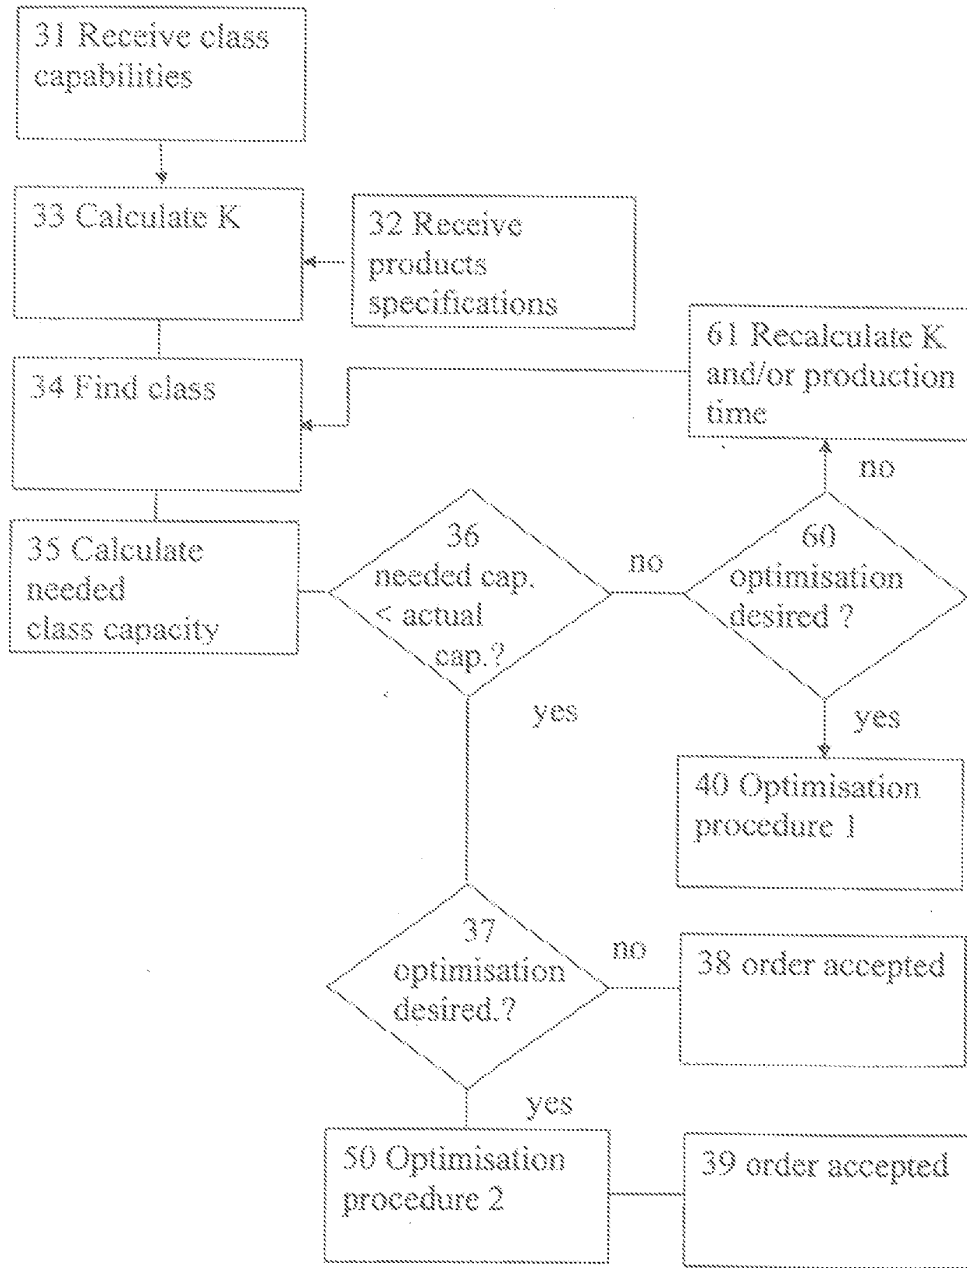 31 Receive class
capabilities
33 Calculate K
32 Receive
products
specifications
61 Recalculate K
and/or production
time
34 Find class
no
35 Calculate
needed
class capacity
36
needed cap.
< actual
cap.?
no
60
optimisation
desired ?
yes
yes
40 Optimisation
procedure 1
37
optimisation
desired.?
no
38 order accepted
yes
50 Optimisation
procedure 2
39 order accepted